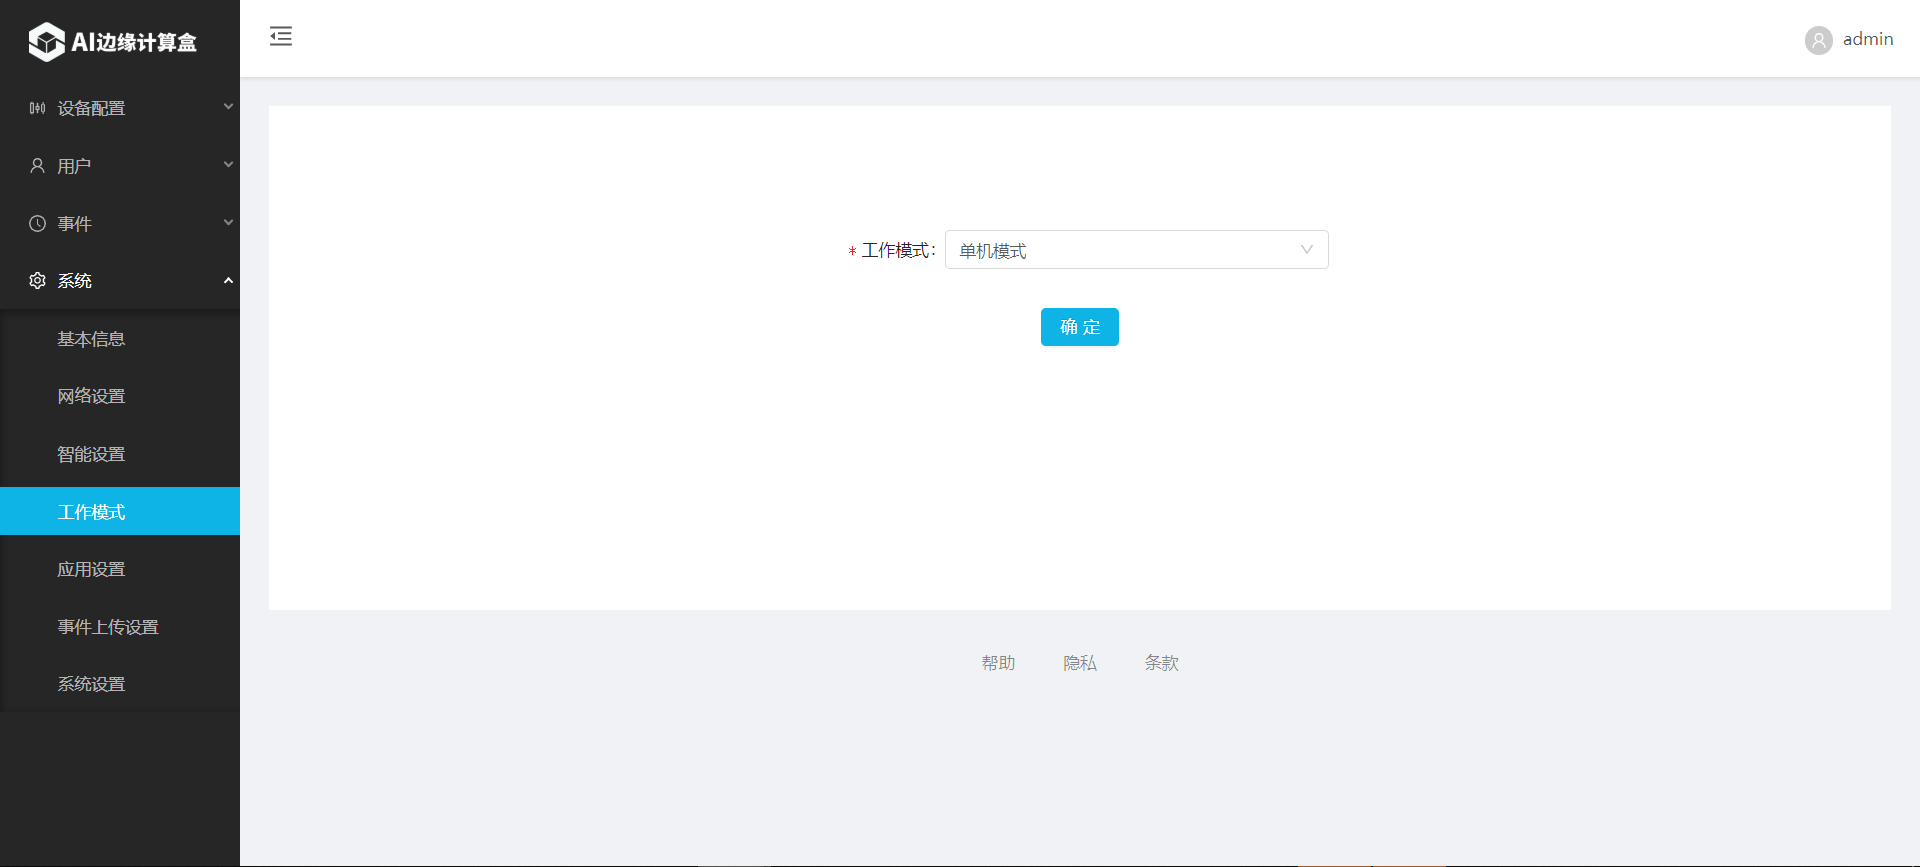 AI边缘计算盒
admin
设备配置
用户
事件
系统
基本信息
网络设置
智能设置
工作模式
应用设置
事件上传设置
系统设置
* 工作模式: 单机模式
确 定
帮助 隐私 条款